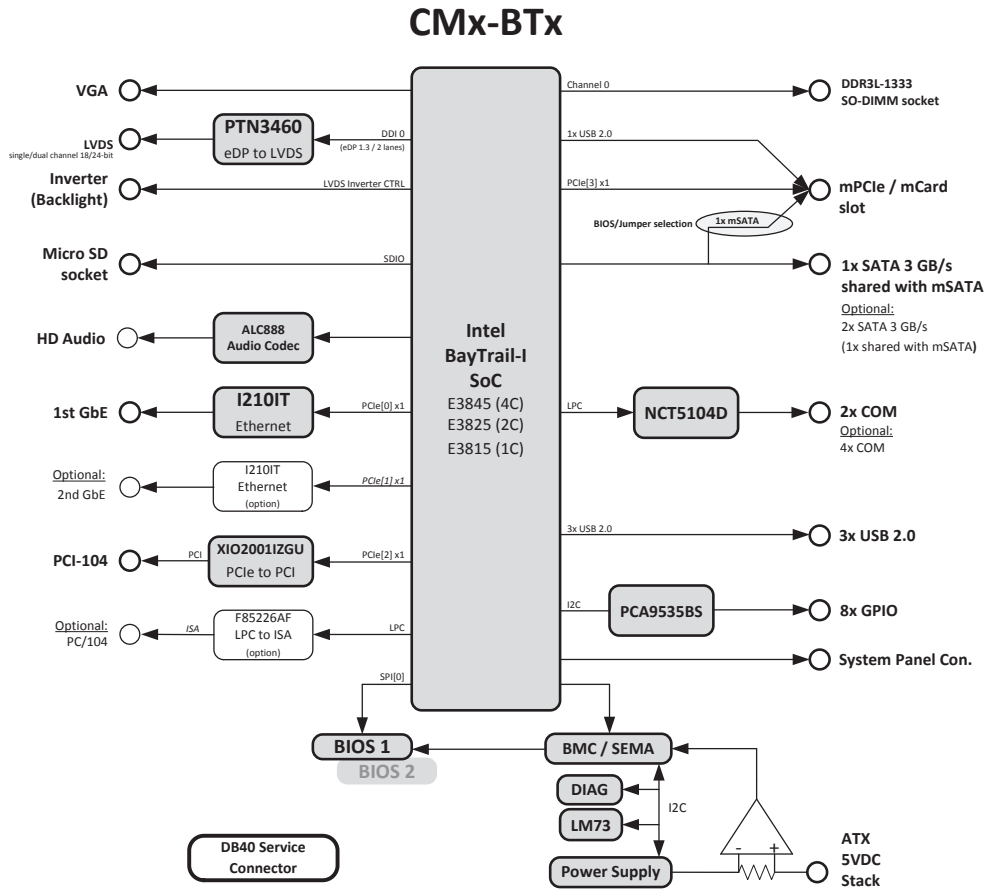 CMx-BTx
VGA
Channel 0
DDR3L-1333
SO-DIMM socket
LVDS
single/dual channel 18/24-bit
PTN3460
eDP to LVDS
DDI 0
(eDP 1.3 / 2 lanes)
1x USB 2.0
Inverter
(Backlight)
LVDS Inverter CTRL
PCIe[3] x1
mPCIe / mCard
slot
BIOS/Jumper selection
1x mSATA
Micro SD
socket
SDIO
1x SATA 3 GB/s
shared with mSATA
Optional:
2x SATA 3 GB/s
(1x shared with mSATA)
HD Audio
ALC888
Audio Codec
Intel
BayTrail-I
SoC
E3845 (4C)
E3825 (2C)
E3815 (1C)
1st GbE
I210IT
Ethernet
PCIe[0] x1
LPC
NCT5104D
2x COM
Optional:
4x COM
Optional:
2nd GbE
I210IT
Ethernet
(option)
PCIe[1] x1
3x USB 2.0
3x USB 2.0
PCI-104
PCI
XIO2001IZGU
PCIe to PCI
PCIe[2] x1
I2C
PCA9535BS
8x GPIO
Optional:
PC/104
ISA
F85226AF
LPC to ISA
(option)
LPC
System Panel Con.
SPI[0]
BIOS 1
BIOS 2
BMC / SEMA
DIAG
I2C
LM73
Power Supply
- +
ATX
5VDC
Stack
DB40 Service
Connector